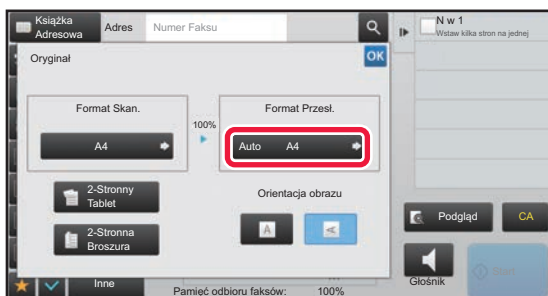 Książka
Adresowa
Adres
Numer Faksu
N w 1
Wstaw kilka stron na jednej
Oryginał
OK
Format Skan.
100%
Format Przesł.
A4
Auto A4
2-Stronny
Tablet
Orientacja obrazu
2-Stronna
Broszura
A
A
Podgląd
CA
Inne
Pamięć odbioru faksów: 100%
Głośnik
Start